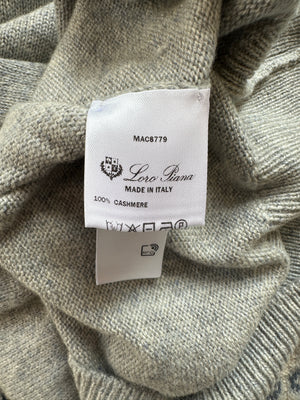 MAC8779
Loro Piana
MADE IN ITALY
100% CASHMERE
P